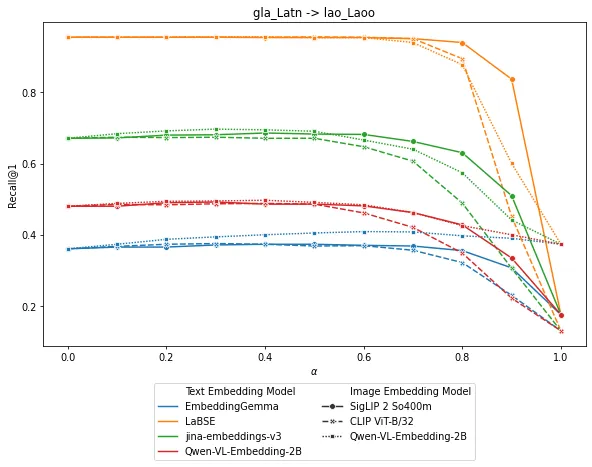 gla_Latn -> lao_Laoo
Recall@1
0.8
0.6
0.4
0.2
0.0 0.2 0.4 0.6 0.8 1.0
α
Text Embedding Model
EmbeddingGemma
LaBSE
jina-embeddings-v3
Qwen-VL-Embedding-2B
Image Embedding Model
SigLIP 2 So400m
CLIP ViT-B/32
Qwen-VL-Embedding-2B